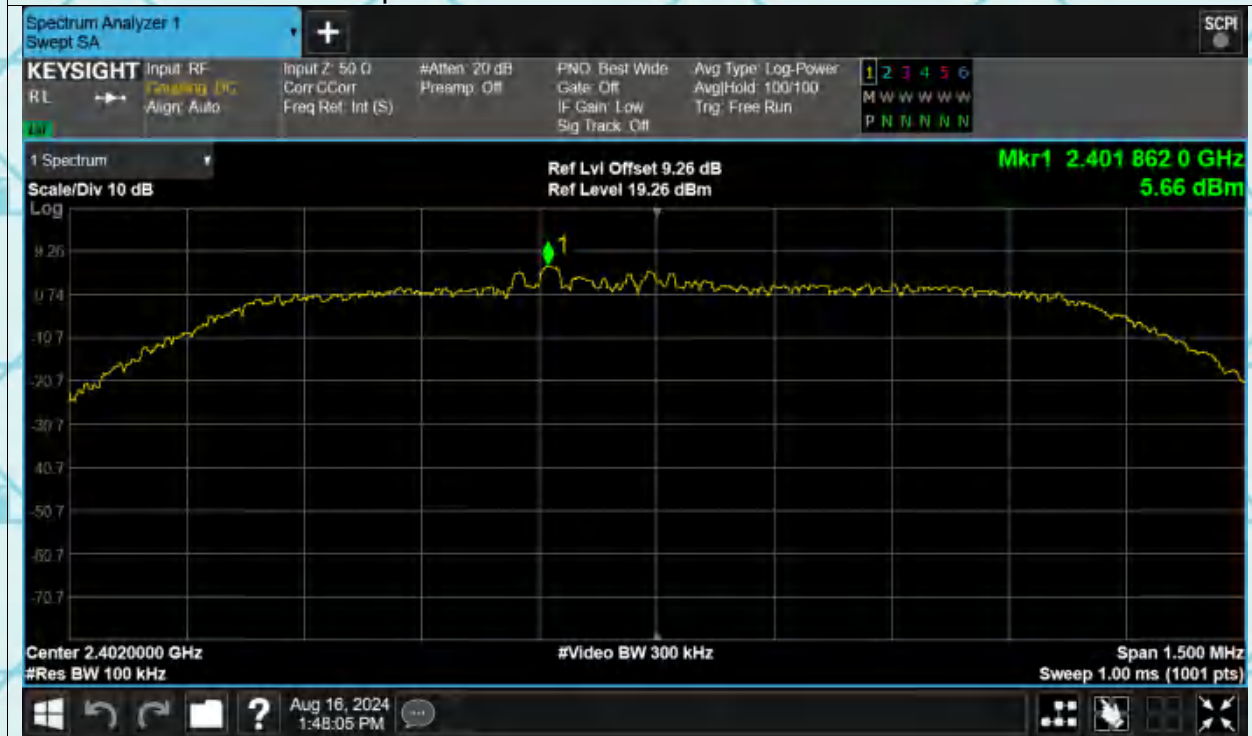 Spectrum Analyzer 1
Swept SA
+
SCPI
KEYSIGHT
RL
Input: RF
Coupling: DC
Align: Auto
Input Z: 50 Ω
Corr CCorr
Freq Ref: Int (S)
#Atten: 20 dB
Preamp: Off
PNO: Best Wide
Gate: Off
IF Gain: Low
Sig Track: Off
Avg Type: Log-Power
Avg|Hold: 100/100
Trig: Free Run
1 2 3 4 5 6
M W W W W W
P N N N N N
1 Spectrum
Scale/Div 10 dB
Log
Ref Lvl Offset 9.26 dB
Ref Level 19.26 dBm
Mkr1 2.401 862 0 GHz
5.66 dBm
1
9.26
0.74
-10.7
-20.7
-30.7
-40.7
-50.7
-60.7
-70.7
Center 2.4020000 GHz
#Res BW 100 kHz
#Video BW 300 kHz
Span 1.500 MHz
Sweep 1.00 ms (1001 pts)
?
Aug 16, 2024
1:48:05 PM